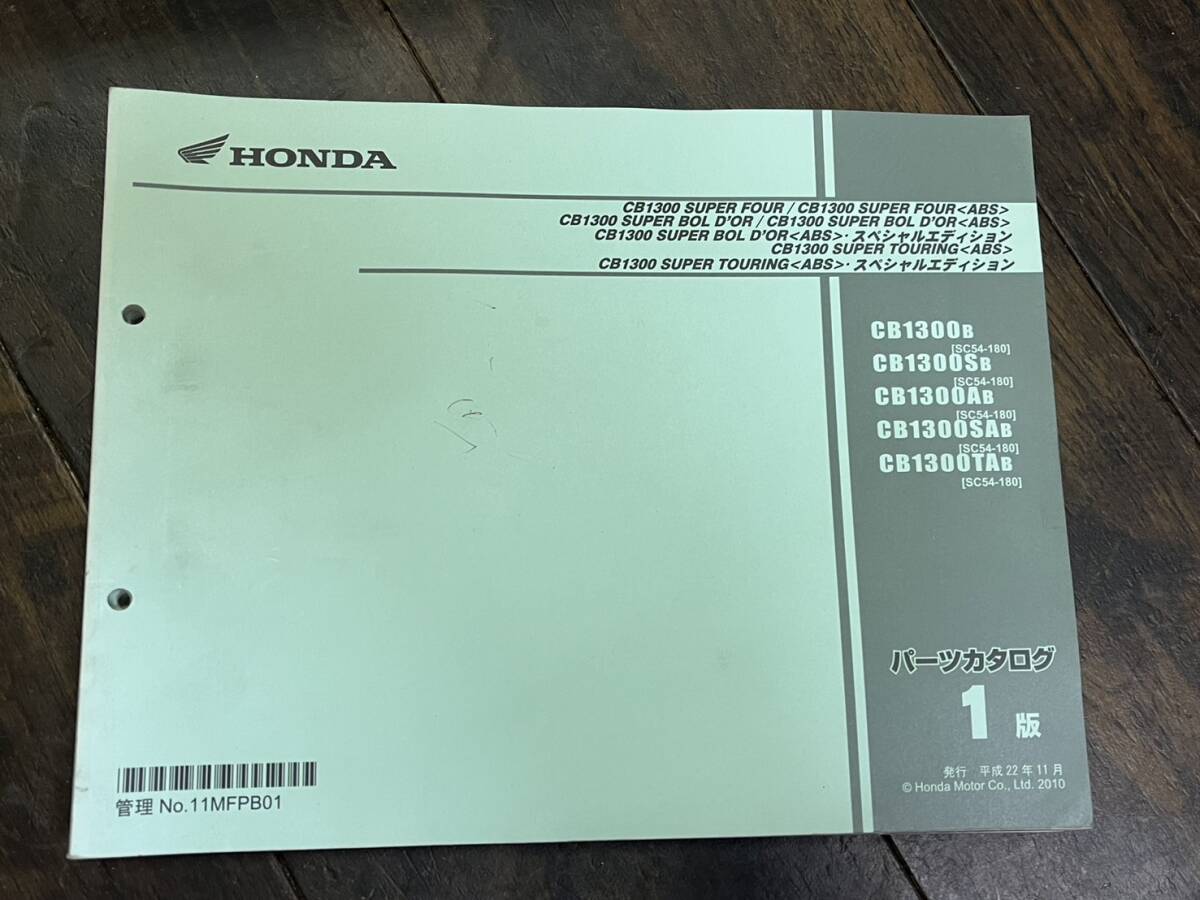 HONDA
CB1300 SUPER FOUR / CB1300 SUPER FOUR<ABS>
CB1300 SUPER BOL D'OR / CB1300 SUPER BOL D'OR<ABS>
CB1300 SUPER BOL D'OR<ABS>・スペシャルエディション
CB1300 SUPER TOURING<ABS>
CB1300 SUPER TOURING<ABS>・スペシャルエディション
CB1300B
[SC54-180]
CB1300SB
[SC54-180]
CB1300AB
[SC54-180]
CB1300SAB
[SC54-180]
CB1300TAB
[SC54-180]
パーツカタログ
1 版
発行 平成22年11月
© Honda Motor Co., Ltd. 2010
管理 No.11MFPB01